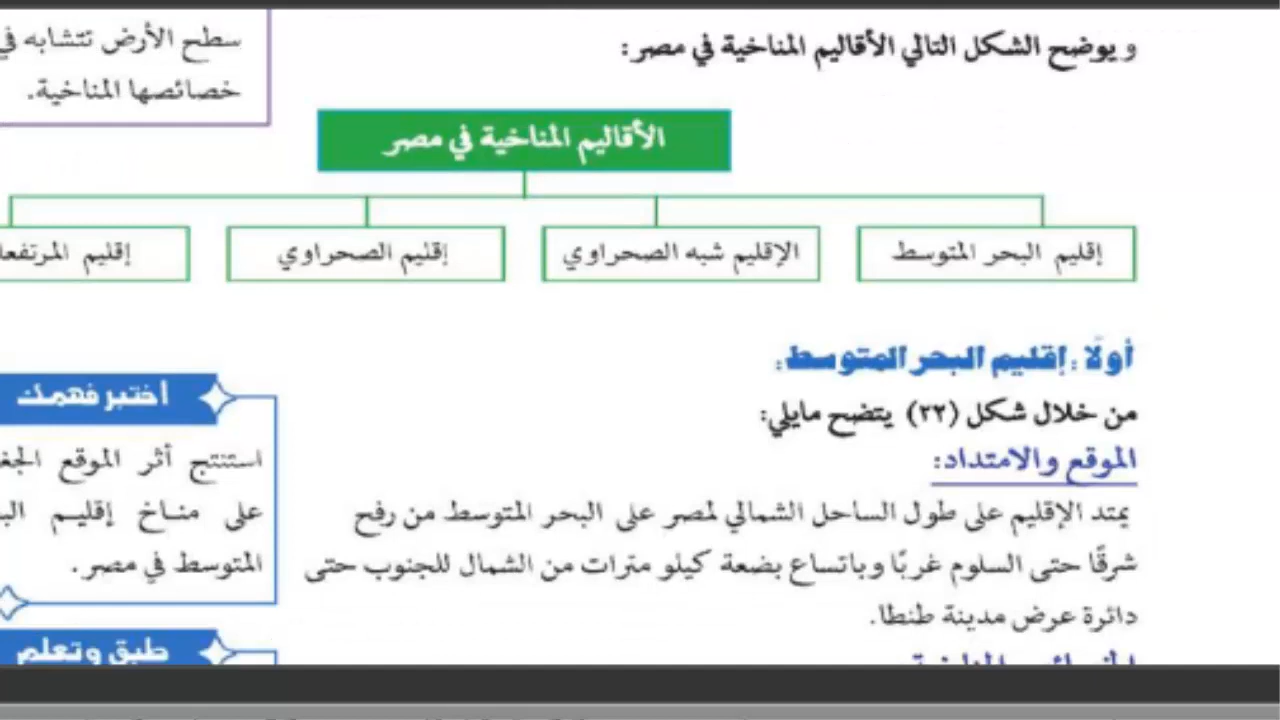 و يوضح الشكل التالي الأقاليم المناخية في مصر:
سطح الأرض تتشابه في
خصائصها المناخية.
الأقاليم المناخية في مصر
إقليم البحر المتوسط
الإقليم شبه الصحراوي
إقليم الصحراوي
إقليم
أولًا : إقليم البحر المتوسط:
من خلال شكل (٢٢) يتضح مايلي:
الموقع والامتداد:
يمتد الإقليم على طول الساحل الشمالي لمصر على البحر المتوسط من رفح
شرقًا حتى السلوم غربًا وباتساع بضعة كيلو مترات من الشمال للجنوب حتى
دائرة عرض مدينة طنطا.
أختبر فهمك
استنتج أثر الموقع
على مناخ إقليم
المتوسط في مصر.
طبق وتعلم